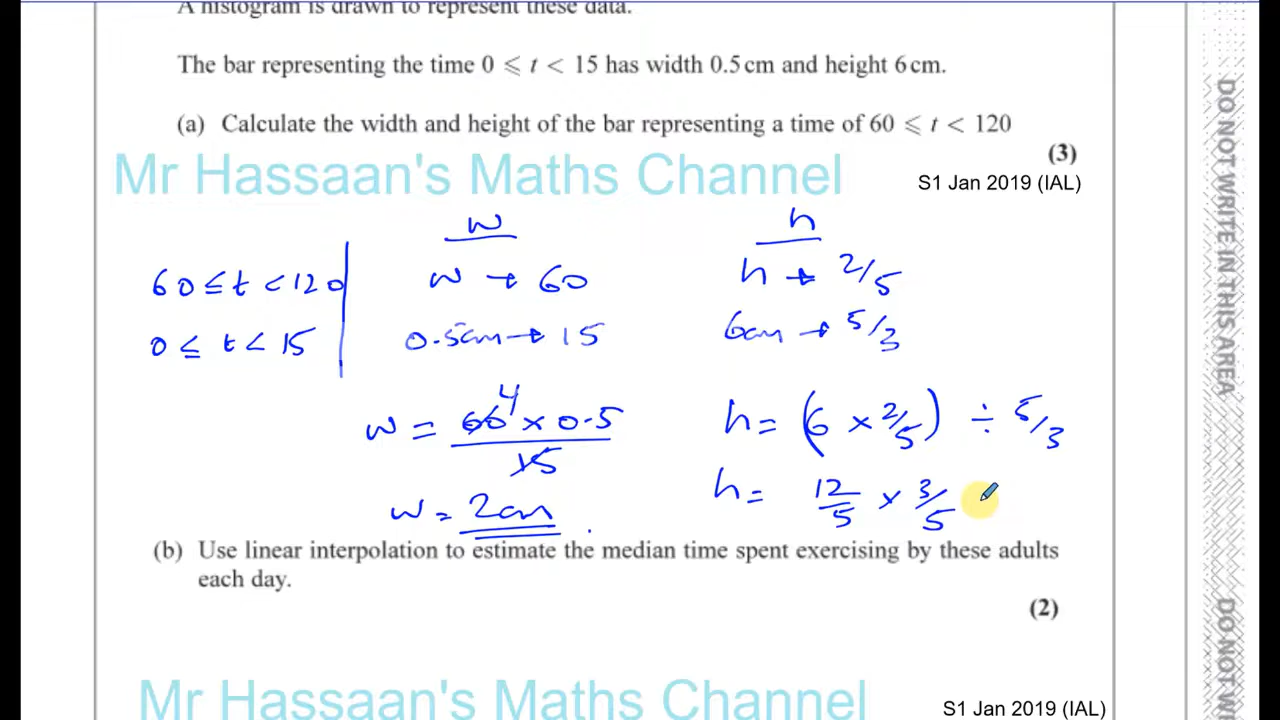 A histogram is drawn to represent these data.
The bar representing the time 0 ⩽ t < 15 has width 0.5 cm and height 6 cm.
(a) Calculate the width and height of the bar representing a time of 60 ⩽ t < 120
(3)
Mr Hassaan's Maths Channel
S1 Jan 2019 (IAL)
w h
60 ≤ t < 120 w → 60 h → 2/5
0 ≤ t < 15 0.5cm → 15 6cm → 5/3
w = 60 4 × 0.5 / 15 h = (6 × 2/5) ÷ 5/3
w = 2cm h = 12/5 × 3/5
(b) Use linear interpolation to estimate the median time spent exercising by these adults
each day.
(2)
Mr Hassaan's Maths Channel
S1 Jan 2019 (IAL)
DO NOT WRITE IN THIS AREA
DO NOT W